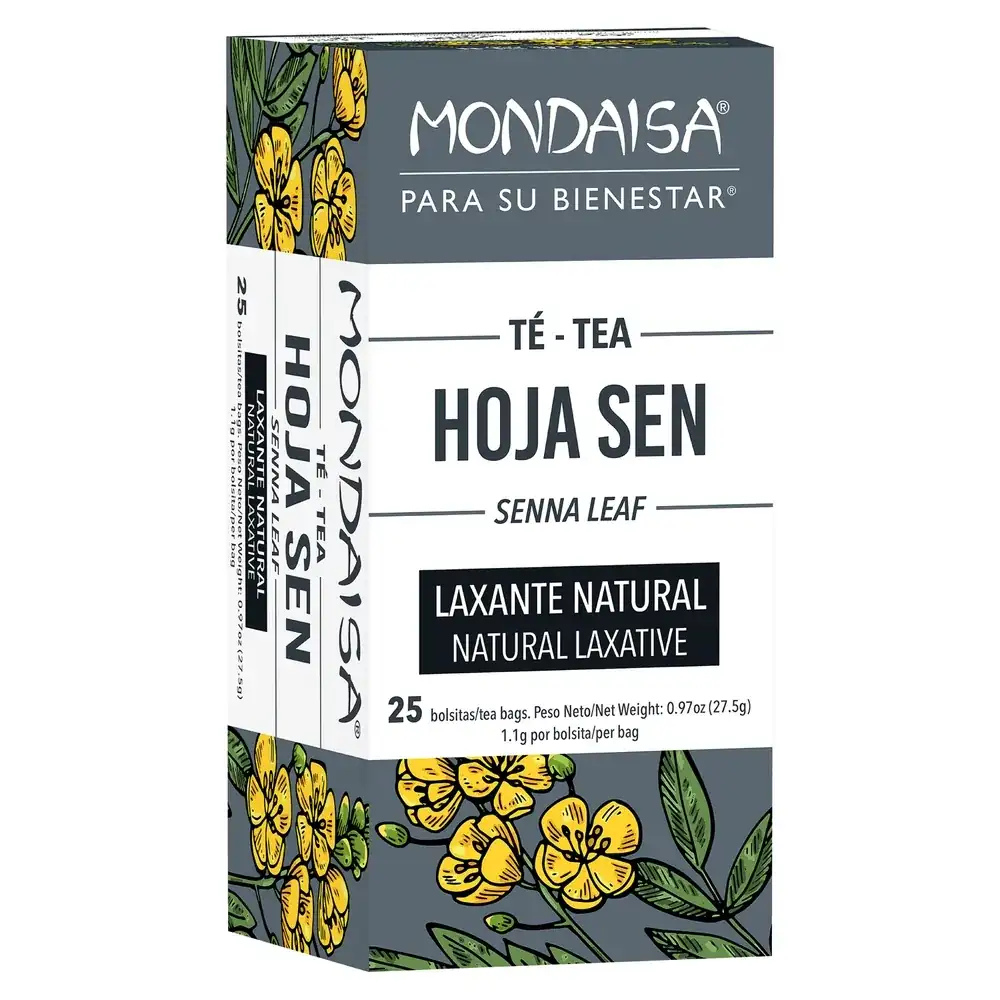 MONDAISA®
PARA SU BIENESTAR®
TÉ - TEA
HOJA SEN
SENNA LEAF
LAXANTE NATURAL
NATURAL LAXATIVE
25 bolsitas/tea bags. Peso Neto/Net Weight: 0.97oz (27.5g)
1.1g por bolsita/per bag
MONDAISA®
TÉ - TEA
HOJA SEN
SENNA LEAF
LAXANTE NATURAL
NATURAL LAXATIVE
25 bolsitas/tea bags. Peso Neto/Net Weight: 0.97oz (27.5g)
1.1g por bolsita/per bag